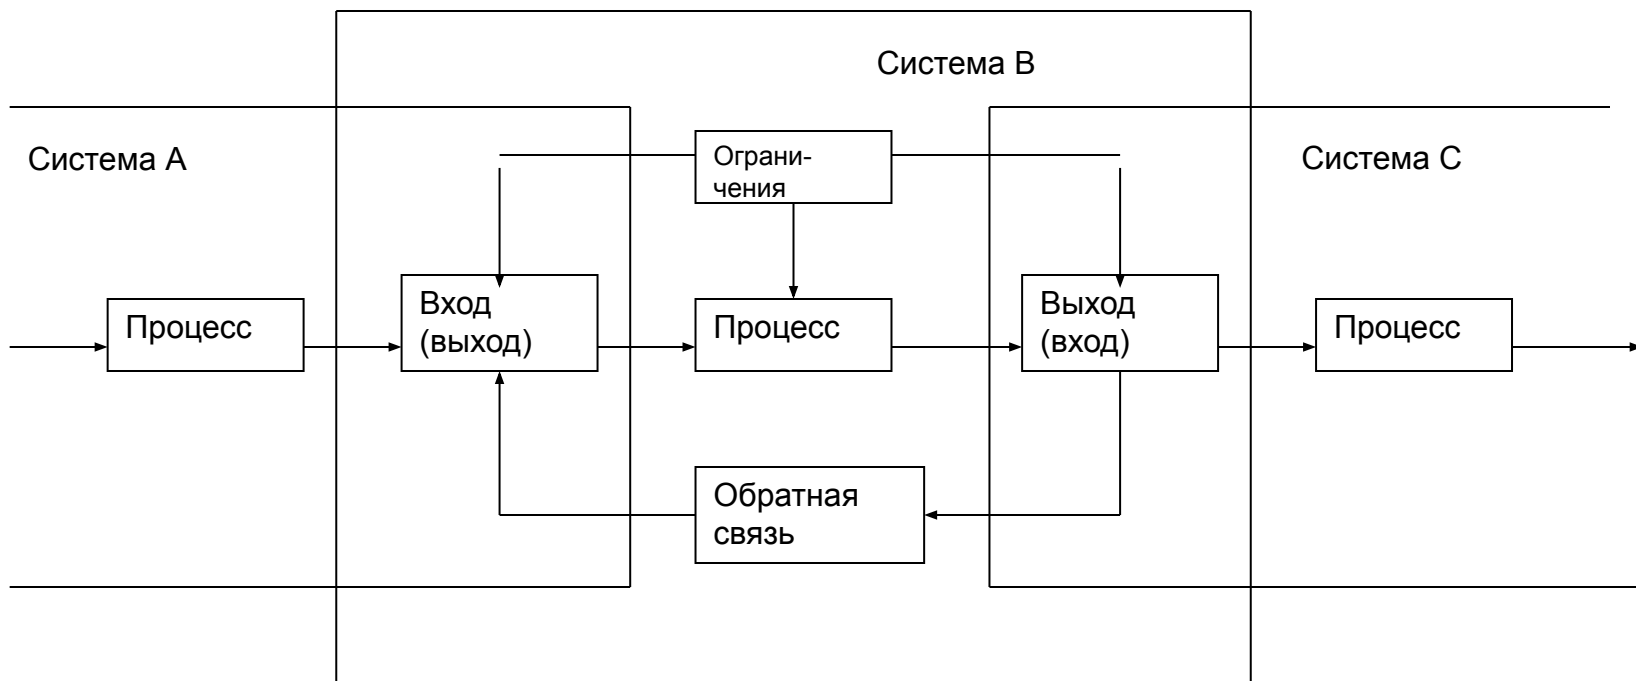 Система В
Система А
Ограни-
чения
Система С
Процесс
Вход
(выход)
Процесс
Выход
(вход)
Процесс
Обратная
связь